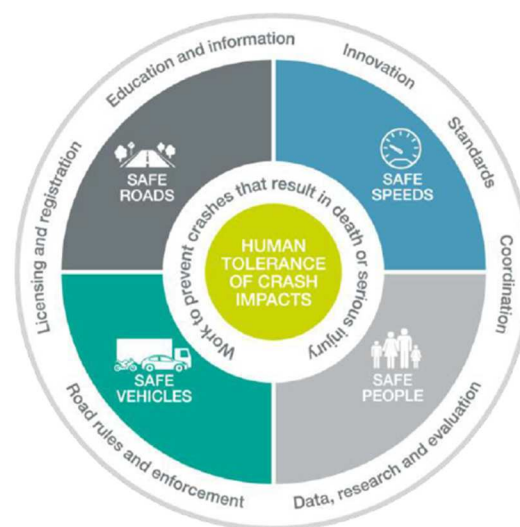 Education and information
Innovation
Standards
Coordination
Data, research and evaluation
Road rules and enforcement
Licensing and registration
SAFE
ROADS
SAFE
SPEEDS
SAFE
PEOPLE
SAFE
VEHICLES
Work to prevent crashes that result in death or serious injury
HUMAN
TOLERANCE
OF CRASH
IMPACTS